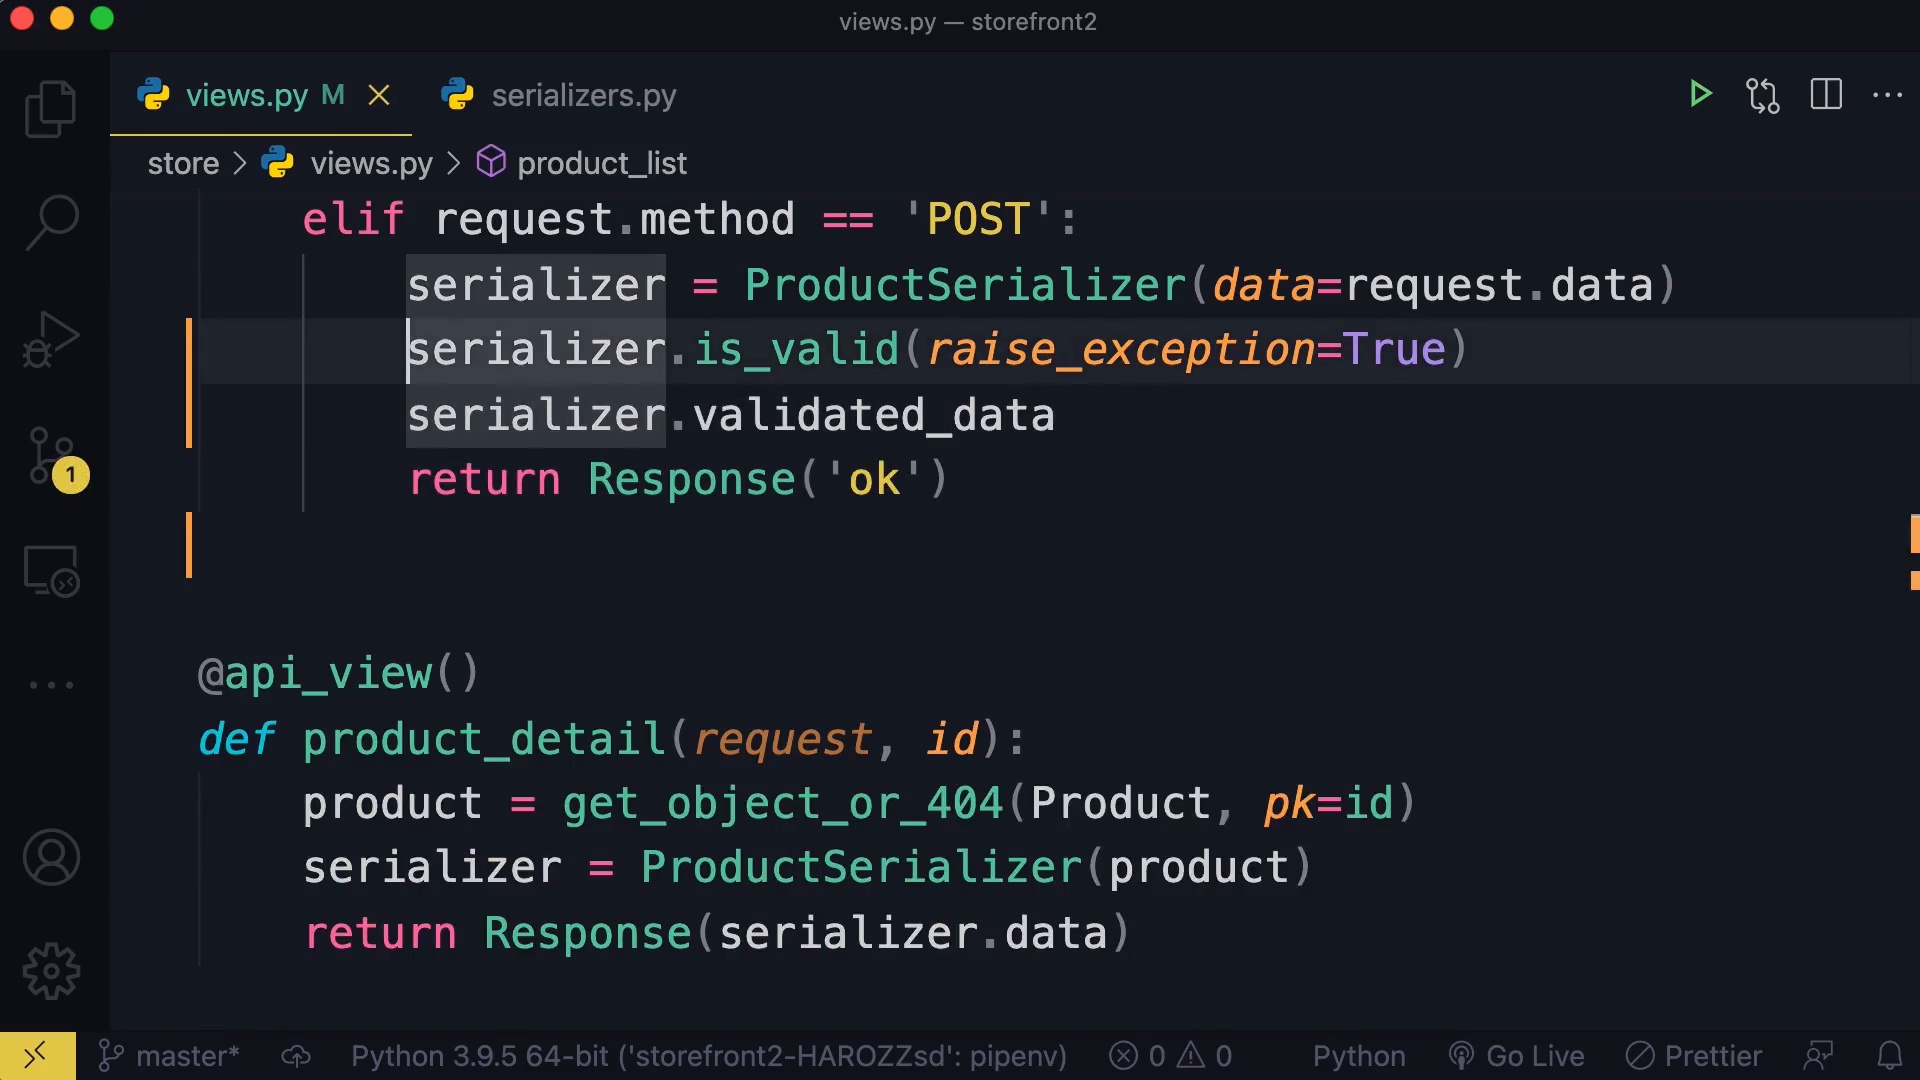 views.py — storefront2
views.py M serializers.py
store > views.py > product_list
elif request.method == 'POST':
serializer = ProductSerializer(data=request.data)
serializer.is_valid(raise_exception=True)
serializer.validated_data
return Response('ok')
1
@api_view()
def product_detail(request, id):
product = get_object_or_404(Product, pk=id)
serializer = ProductSerializer(product)
return Response(serializer.data)
master* Python 3.9.5 64-bit ('storefront2-HAROZZsd': pipenv) 0 0 Python Go Live Prettier